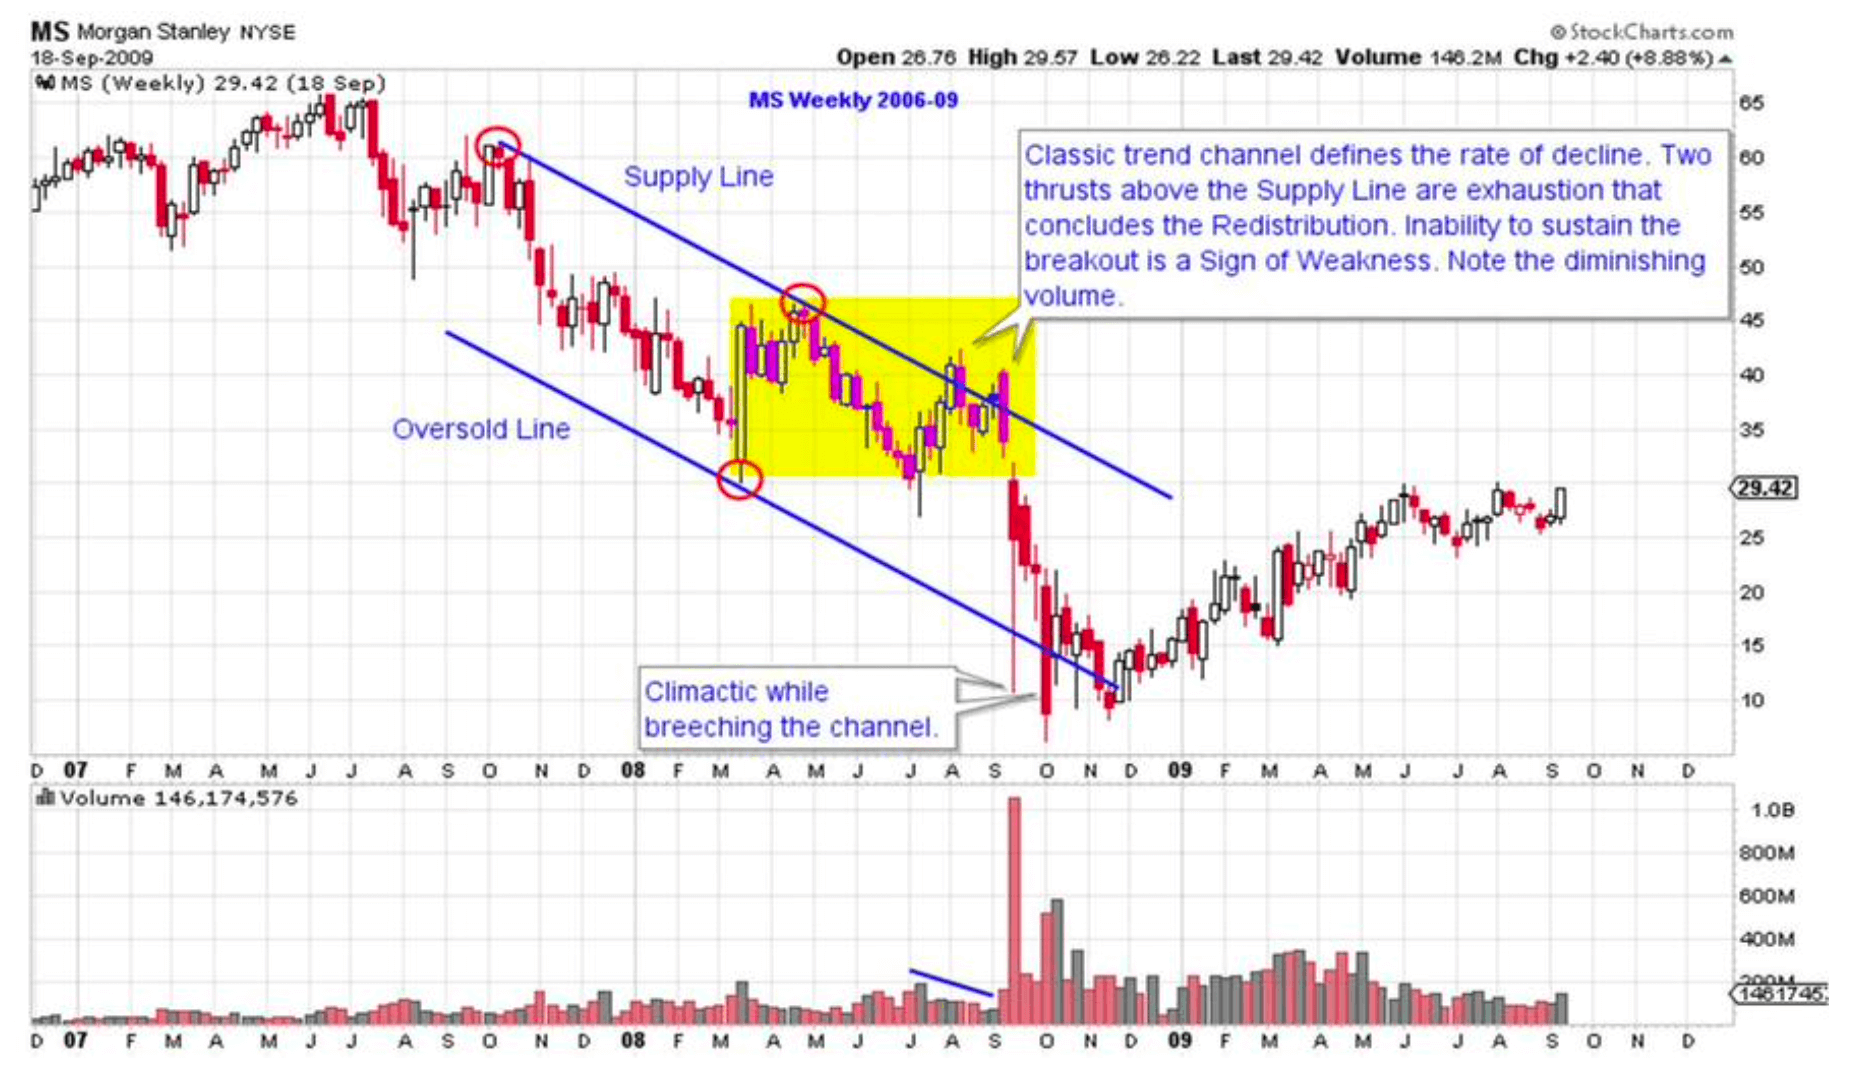 MS Morgan Stanley NYSE
© StockCharts.com
18-Sep-2009
Open 26.76 High 29.57 Low 26.22 Last 29.42 Volume 146.2M Chg +2.40 (+8.88%)
MS (Weekly) 29.42 (18 Sep)
MS Weekly 2006-09
65
60
55
50
45
40
35
29.42
25
20
15
10
Supply Line
Classic trend channel defines the rate of decline. Two
thrusts above the Supply Line are exhaustion that
concludes the Redistribution. Inability to sustain the
breakout is a Sign of Weakness. Note the diminishing
volume.
Oversold Line
Climactic while
breeching the channel.
D 07 F M A M J J A S O N D 08 F M A M J J A S O N D 09 F M A M J J A S O N D
Volume 146,174,576
1.0B
800M
600M
400M
200M
D 07 F M A M J J A S O N D 08 F M A M J J A S O N D 09 F M A M J J A S O N D